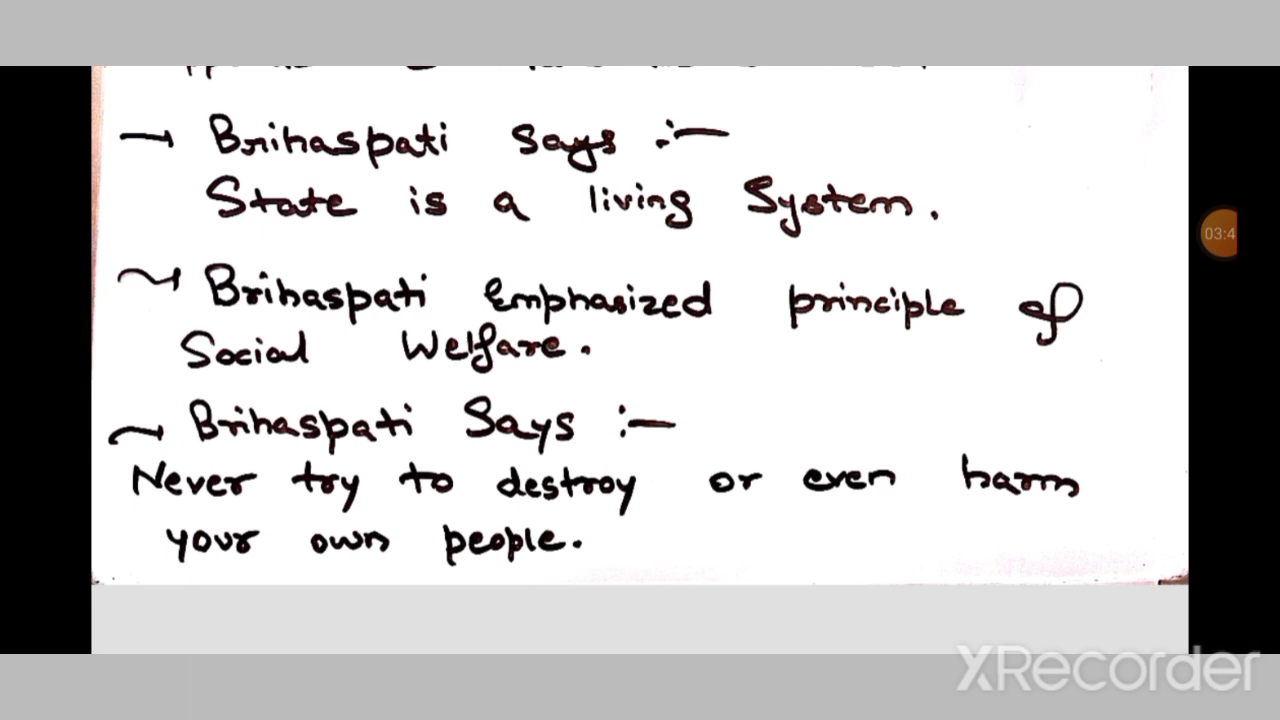 → Brihaspati says :-
State is a living System.
→ Brihaspati Emphasized principle of
Social Welfare.
→ Brihaspati Says :-
Never try to destroy or even harm
your own people.
03:4
XRecorder